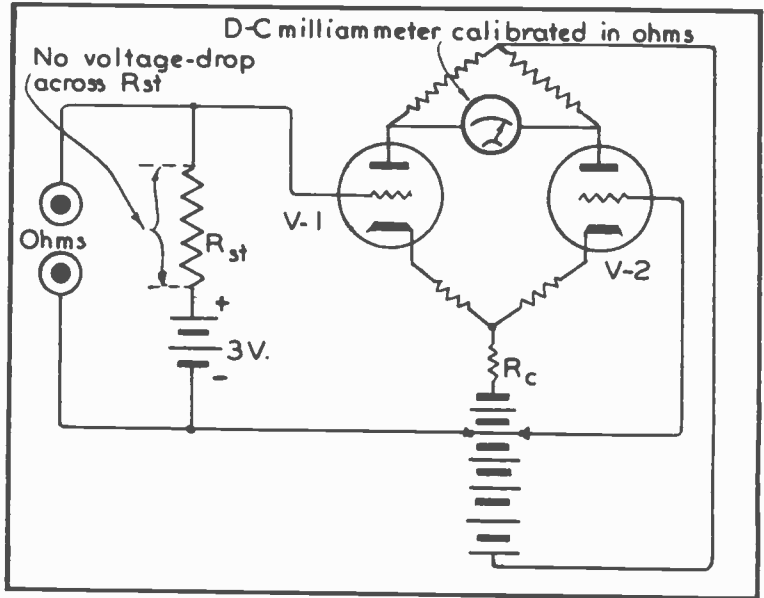 D-C milliammeter calibrated in ohms
No voltage-drop
across Rst
Ohms
Rst
+
3V.
-
V-1
V-2
Rc